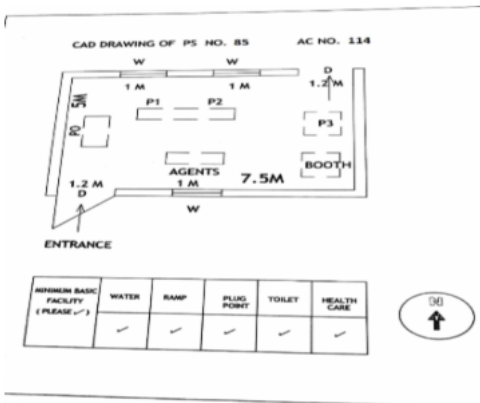 CAD DRAWING OF PS NO. 85 AC NO. 114
W W D
1 M 1 M 1.2 M
5M
P1 P2
P3
PO
AGENTS
BOOTH
1.2 M 1 M 7.5M
D
W
ENTRANCE
MINIMUM BASIC
FACILITY
(PLEASE ✓)
WATER
RAMP
PLUG
POINT
TOILET
HEALTH
CARE
✓ ✓ ✓ ✓ ✓
N